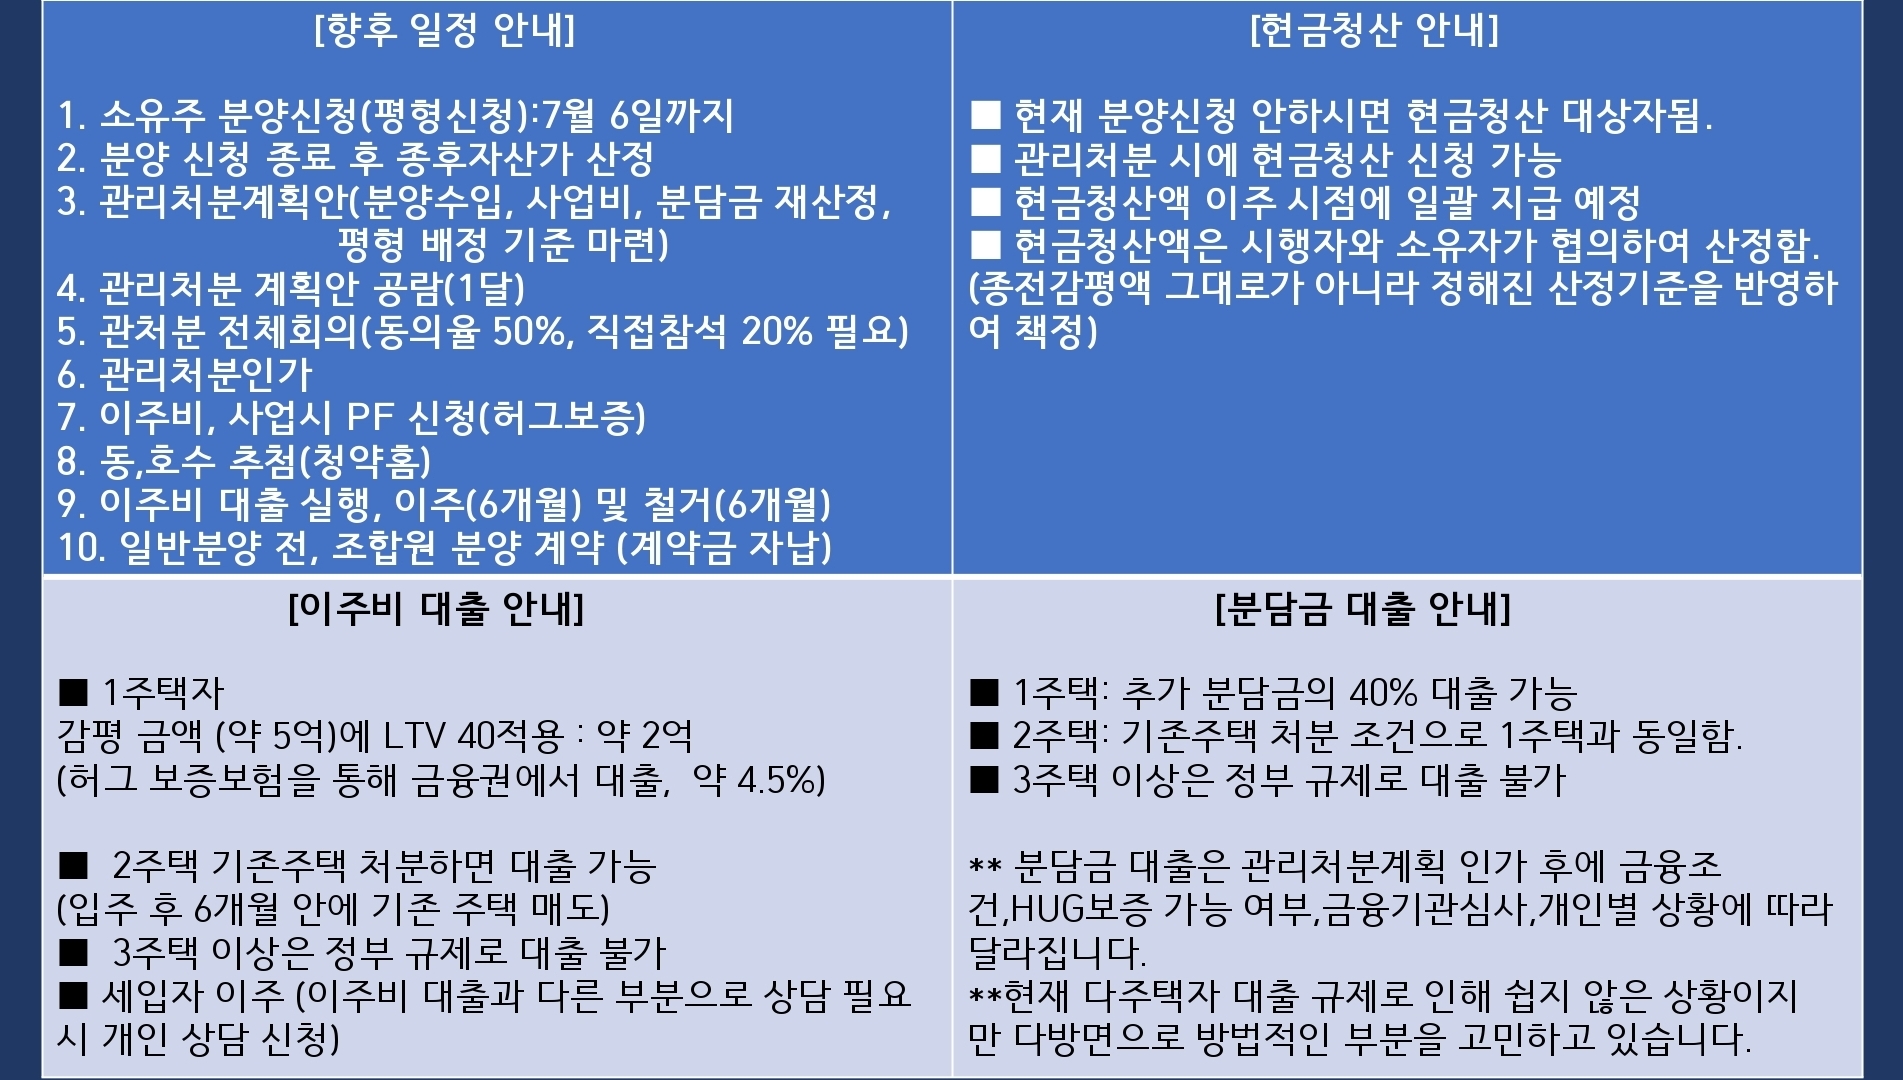 [향후 일정 안내]
1. 소유주 분양신청(평형신청):7월 6일까지
2. 분양 신청 종료 후 종후자산가 산정
3. 관리처분계획안(분양수입, 사업비, 분담금 재산정,
평형 배정 기준 마련)
4. 관리처분 계획안 공람(1달)
5. 관처분 전체회의(동의율 50%, 직접참석 20% 필요)
6. 관리처분인가
7. 이주비, 사업시 PF 신청(허그보증)
8. 동,호수 추첨(청약홈)
9. 이주비 대출 실행, 이주(6개월) 및 철거(6개월)
10. 일반분양 전, 조합원 분양 계약 (계약금 자납)
[현금청산 안내]
■ 현재 분양신청 안하시면 현금청산 대상자됨.
■ 관리처분 시에 현금청산 신청 가능
■ 현금청산액 이주 시점에 일괄 지급 예정
■ 현금청산액은 시행자와 소유자가 협의하여 산정함.
(종전감평액 그대로가 아니라 정해진 산정기준을 반영하
여 책정)
[이주비 대출 안내]
■ 1주택자
감평 금액 (약 5억)에 LTV 40적용 : 약 2억
(허그 보증보험을 통해 금융권에서 대출, 약 4.5%)
■ 2주택 기존주택 처분하면 대출 가능
(입주 후 6개월 안에 기존 주택 매도)
■ 3주택 이상은 정부 규제로 대출 불가
■ 세입자 이주 (이주비 대출과 다른 부분으로 상담 필요
시 개인 상담 신청)
[분담금 대출 안내]
■ 1주택: 추가 분담금의 40% 대출 가능
■ 2주택: 기존주택 처분 조건으로 1주택과 동일함.
■ 3주택 이상은 정부 규제로 대출 불가
** 분담금 대출은 관리처분계획 인가 후에 금융조
건,HUG보증 가능 여부,금융기관심사,개인별 상황에 따라
달라집니다.
**현재 다주택자 대출 규제로 인해 쉽지 않은 상황이지
만 다방면으로 방법적인 부분을 고민하고 있습니다.